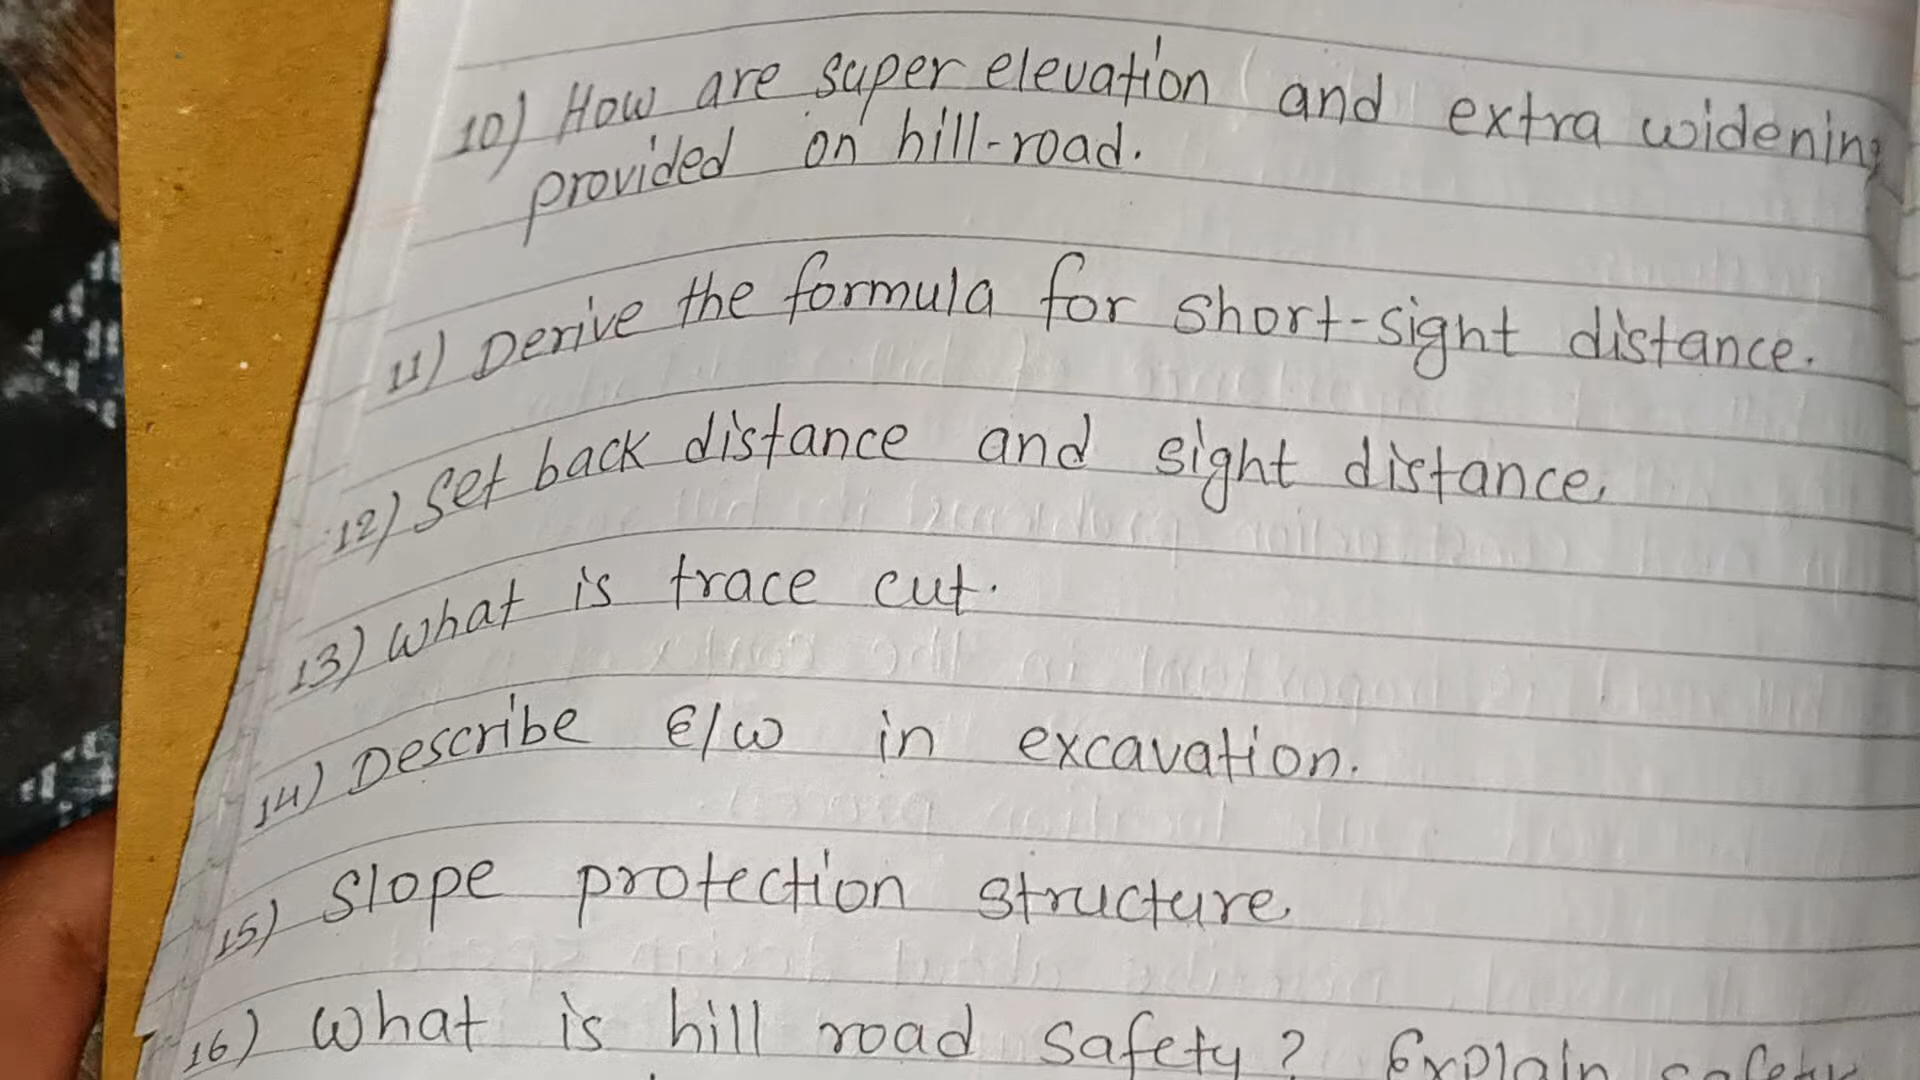 10) How are super elevation and extra widening
provided on hill-road.
11) Derive the formula for short-sight distance.
12) Set back distance and sight distance.
13) What is trace cut.
14) Describe E/W in excavation.
15) Slope protection structure.
16) What is hill road safety? Explain safety